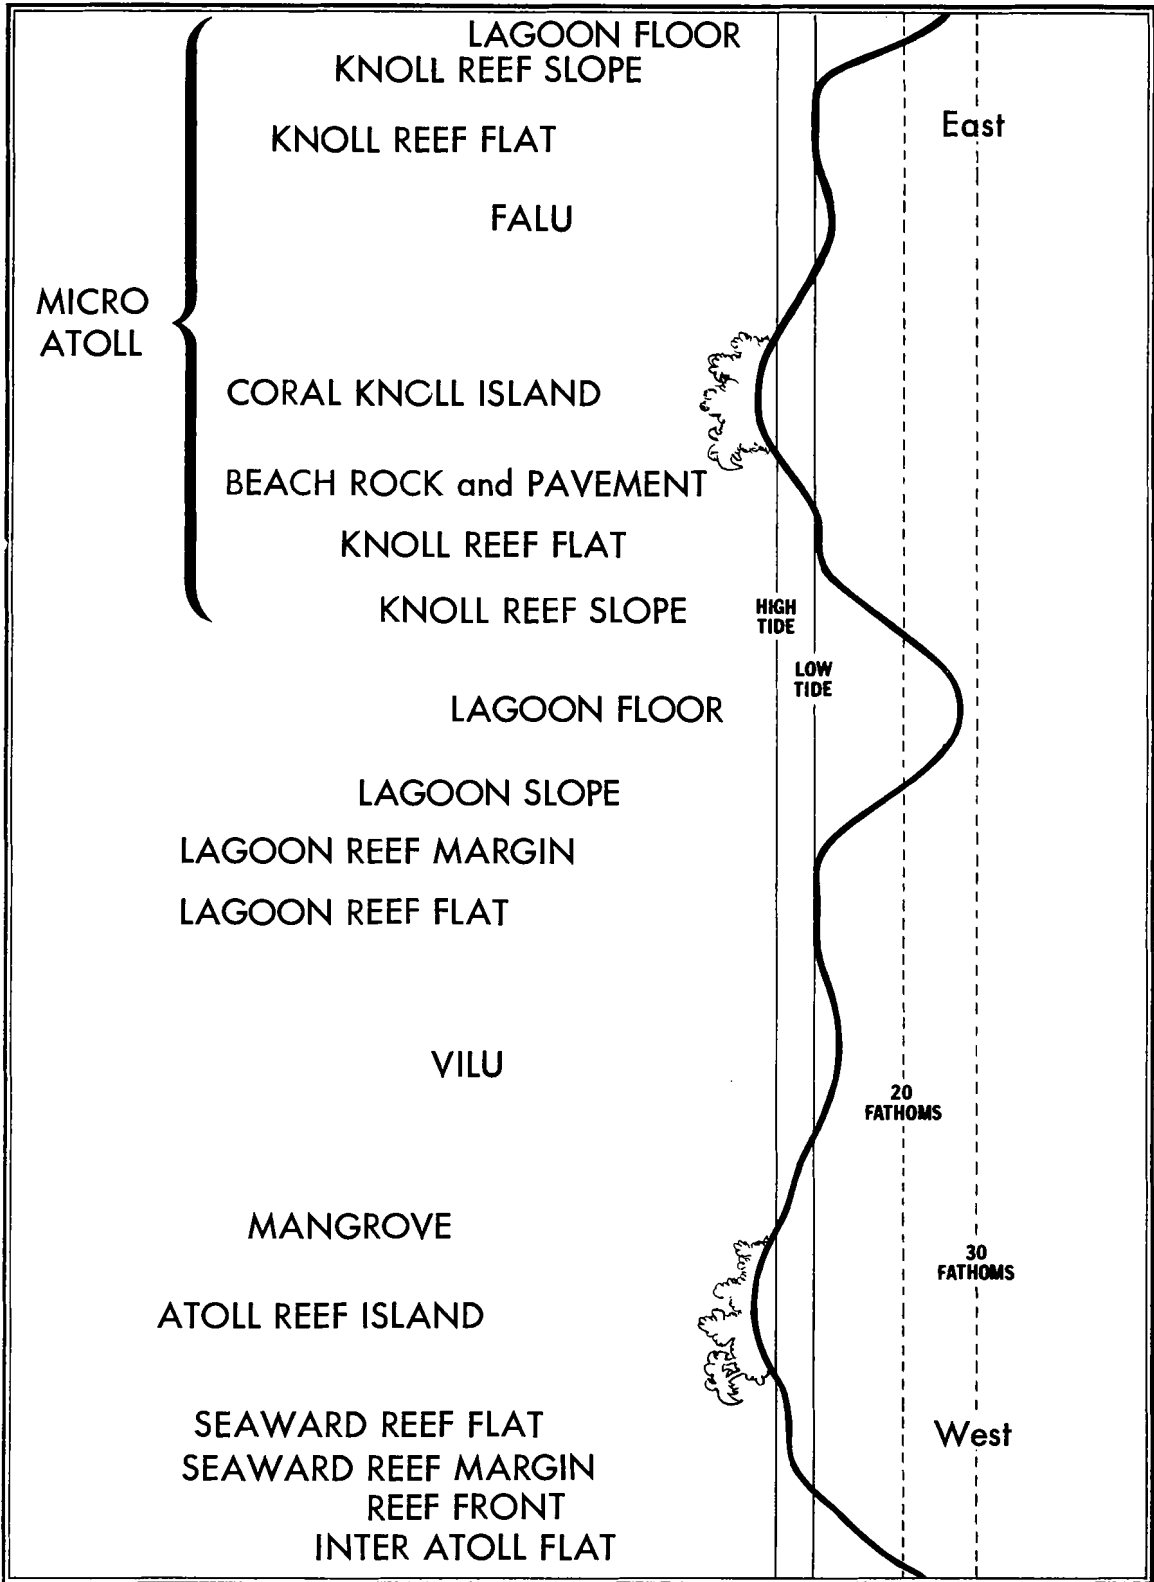 LAGOON FLOOR
KNOLL REEF SLOPE
East
KNOLL REEF FLAT
FALU
MICRO
ATOLL
CORAL KNOLL ISLAND
BEACH ROCK and PAVEMENT
KNOLL REEF FLAT
KNOLL REEF SLOPE
HIGH
TIDE
LOW
TIDE
LAGOON FLOOR
LAGOON SLOPE
LAGOON REEF MARGIN
LAGOON REEF FLAT
VILU
20
FATHOMS
MANGROVE
30
FATHOMS
ATOLL REEF ISLAND
SEAWARD REEF FLAT
West
SEAWARD REEF MARGIN
REEF FRONT
INTER ATOLL FLAT